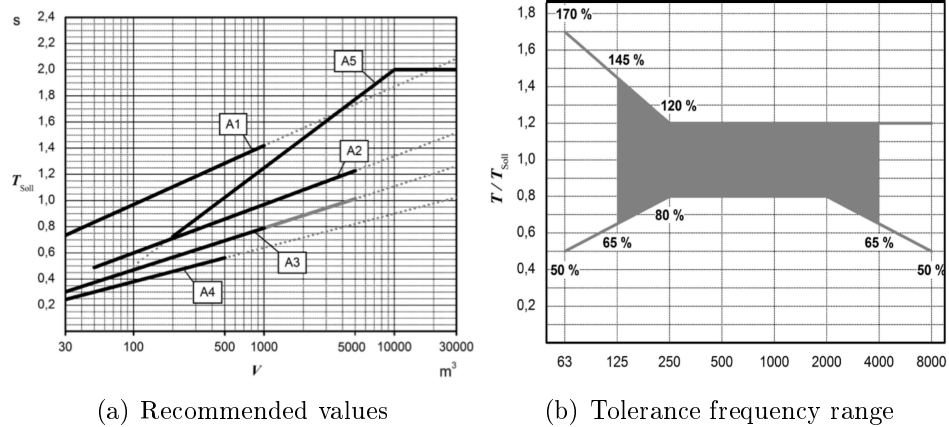 s
2,4
2,2
2,0
1,8
1,6
1,4
T Soll
1,2
1,0
0,8
0,6
0,4
0,2
A5
A1
A2
A3
A4
30 100 500 1000 5000 10000 30000
V
m³
(a) Recommended values
1,8
1,6
1,4
1,2
T / T Soll
1,0
0,8
0,6
0,4
0,2
170 %
145 %
120 %
80 %
65 %
65 %
50 %
50 %
63 125 250 500 1000 2000 4000 8000
(b) Tolerance frequency range